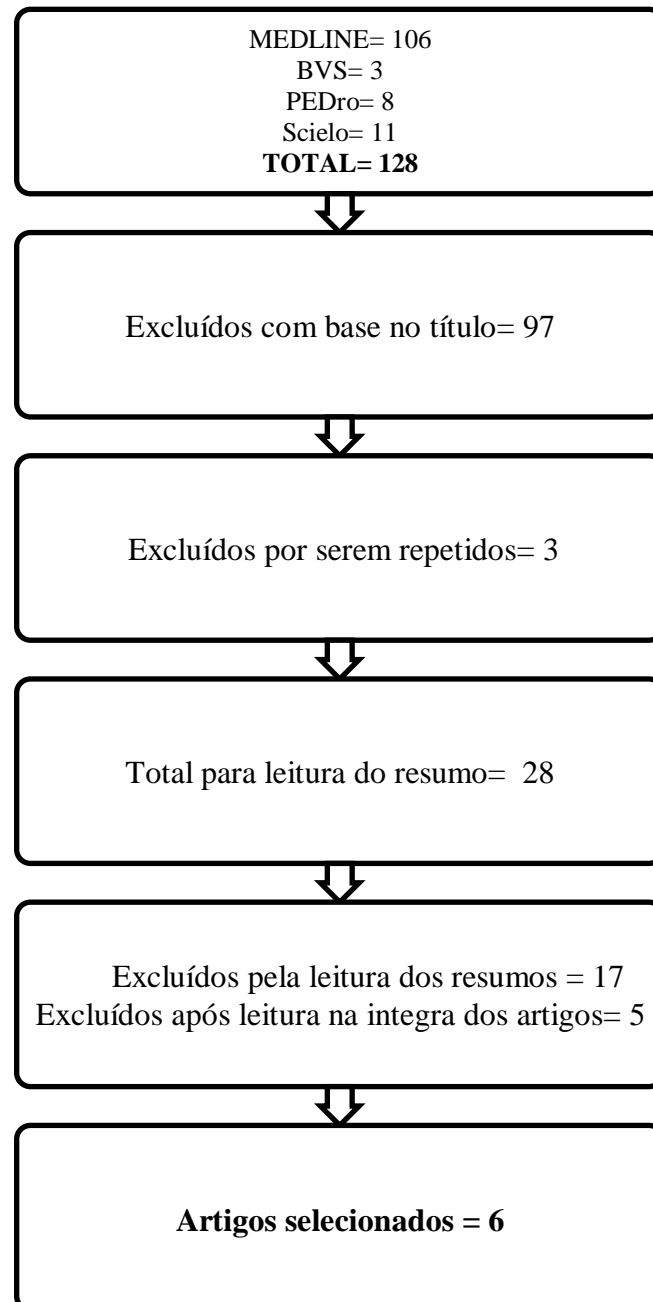 MEDLINE= 106
BVS= 3
PEDro= 8
Scielo= 11
TOTAL= 128
Excluídos com base no título= 97
Excluídos por serem repetidos= 3
Total para leitura do resumo= 28
Excluídos pela leitura dos resumos = 17
Excluídos após leitura na integra dos artigos= 5
Artigos selecionados = 6